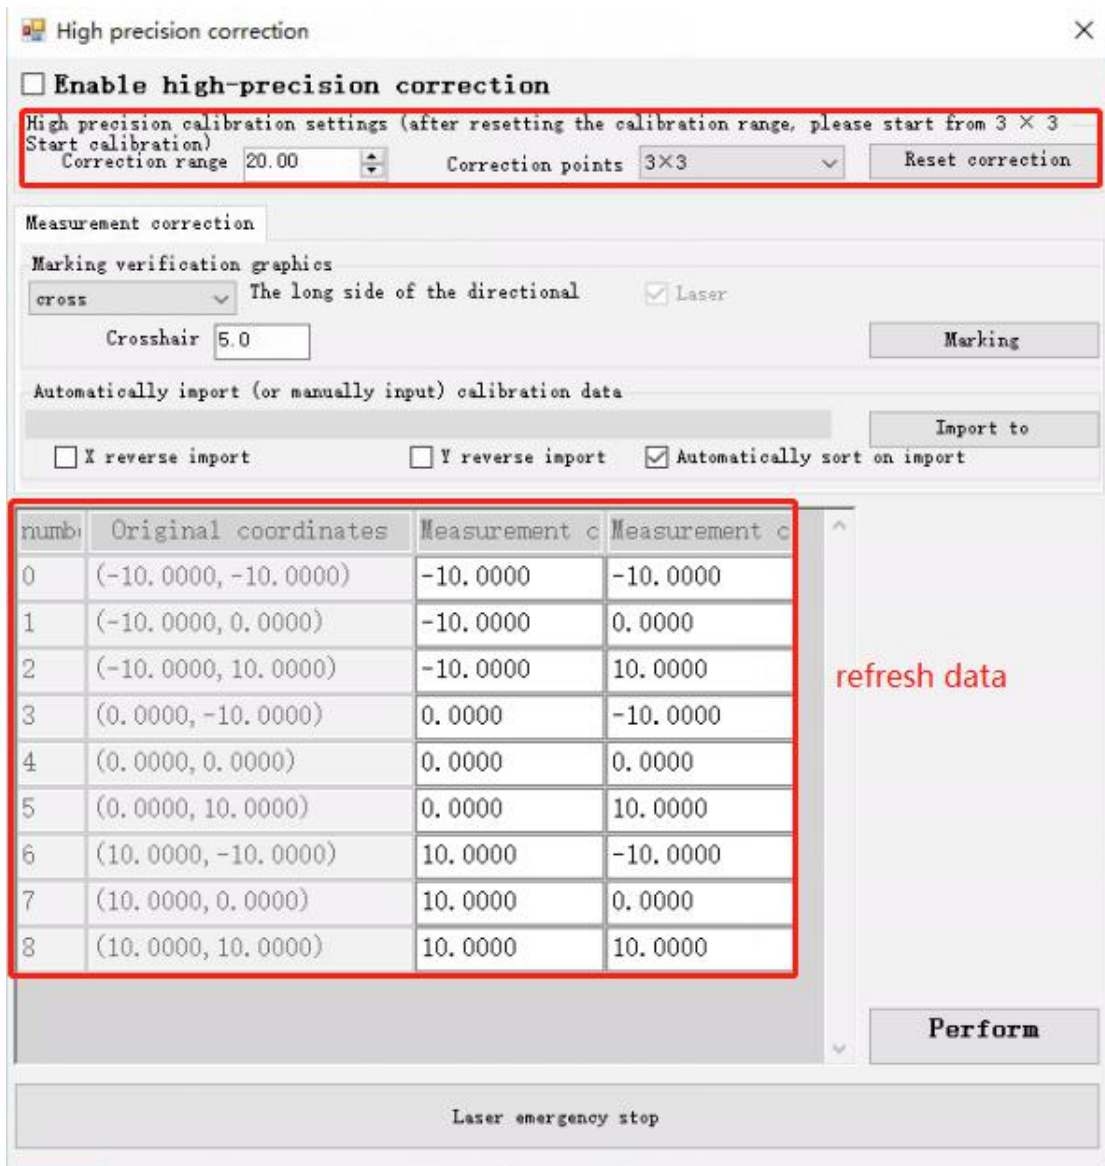 High precision correction
Enable high-precision correction
High precision calibration settings (after resetting the calibration range, please start from 3 × 3
Start calibration)
Correction range 20.00 Correction points 3×3 Reset correction
Measurement correction
Marking verification graphics
cross The long side of the directional Laser
Crosshair 5.0 Marking
Automatically import (or manually input) calibration data
Import to
X reverse import Y reverse import Automatically sort on import
numb Original coordinates Measurement c Measurement c
0 (-10.0000, -10.0000) -10.0000 -10.0000
1 (-10.0000, 0.0000) -10.0000 0.0000
2 (-10.0000, 10.0000) -10.0000 10.0000
refresh data
3 (0.0000, -10.0000) 0.0000 -10.0000
4 (0.0000, 0.0000) 0.0000 0.0000
5 (0.0000, 10.0000) 0.0000 10.0000
6 (10.0000, -10.0000) 10.0000 -10.0000
7 (10.0000, 0.0000) 10.0000 0.0000
8 (10.0000, 10.0000) 10.0000 10.0000
Perform
Laser emergency stop